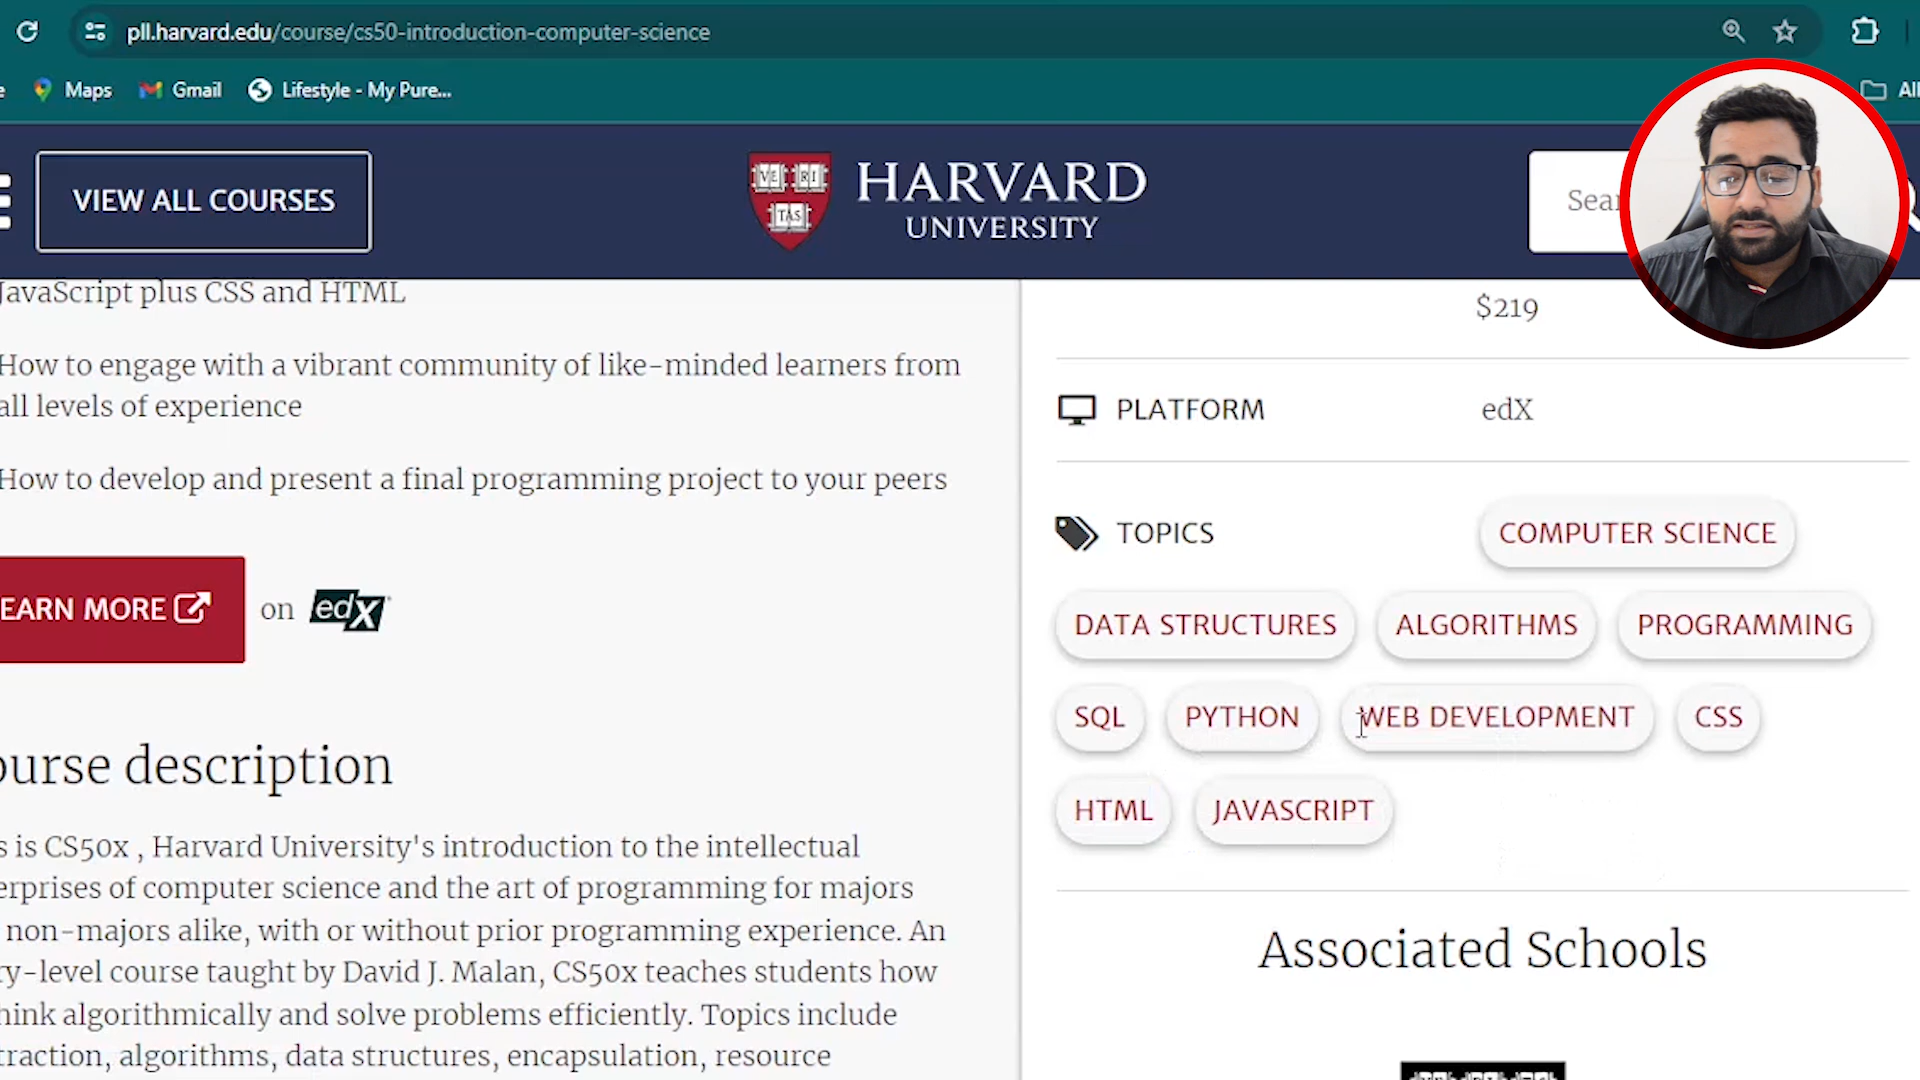 pll.harvard.edu/course/cs50-introduction-computer-science
Maps
Gmail
Lifestyle - My Pure...
All
VIEW ALL COURSES
VE RI TAS
HARVARD
UNIVERSITY
JavaScript plus CSS and HTML
How to engage with a vibrant community of like-minded learners from
all levels of experience
How to develop and present a final programming project to your peers
EARN MORE
on edX
ourse description
s is CS50x , Harvard University's introduction to the intellectual
erprises of computer science and the art of programming for majors
non-majors alike, with or without prior programming experience. An
ry-level course taught by David J. Malan, CS50x teaches students how
hink algorithmically and solve problems efficiently. Topics include
traction, algorithms, data structures, encapsulation, resource
$219
PLATFORM edX
TOPICS COMPUTER SCIENCE
DATA STRUCTURES ALGORITHMS PROGRAMMING
SQL PYTHON WEB DEVELOPMENT CSS
HTML JAVASCRIPT
Associated Schools